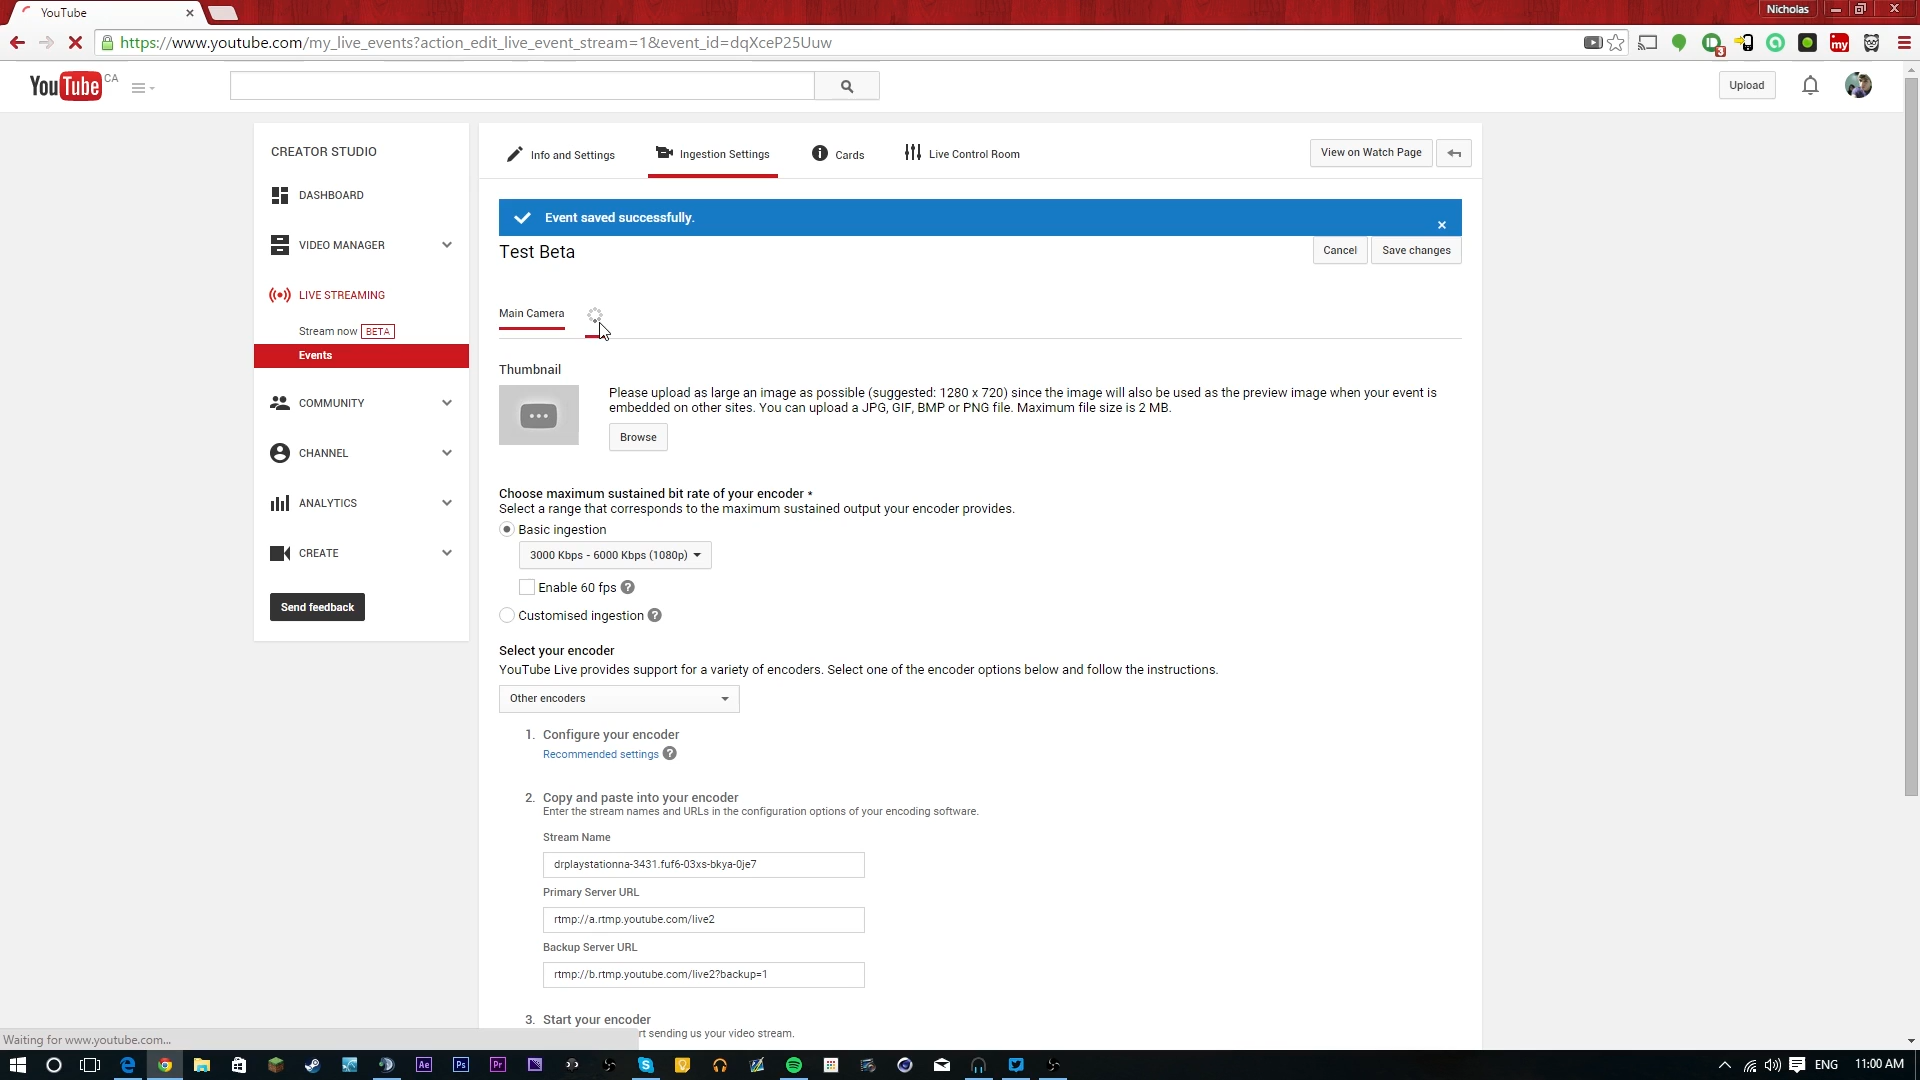 YouTube
Nicholas
https://www.youtube.com/my_live_events?action_edit_live_event_stream=1&event_id=dqXceP25Uuw
3
my
YouTube CA
Upload
CREATOR STUDIO
DASHBOARD
VIDEO MANAGER
LIVE STREAMING
Stream now BETA
Events
COMMUNITY
CHANNEL
ANALYTICS
CREATE
Send feedback
Info and Settings
Ingestion Settings
Cards
Live Control Room
View on Watch Page
Event saved successfully.
Test Beta
Cancel
Save changes
Main Camera
Thumbnail
Please upload as large an image as possible (suggested: 1280 x 720) since the image will also be used as the preview image when your event is
embedded on other sites. You can upload a JPG, GIF, BMP or PNG file. Maximum file size is 2 MB.
Browse
Choose maximum sustained bit rate of your encoder *
Select a range that corresponds to the maximum sustained output your encoder provides.
Basic ingestion
3000 Kbps - 6000 Kbps (1080p)
Enable 60 fps ?
Customised ingestion ?
Select your encoder
YouTube Live provides support for a variety of encoders. Select one of the encoder options below and follow the instructions.
Other encoders
1. Configure your encoder
Recommended settings ?
2. Copy and paste into your encoder
Enter the stream names and URLs in the configuration options of your encoding software.
Stream Name
drplaystationna-3431.fuf6-03xs-bkya-0je7
Primary Server URL
rtmp://a.rtmp.youtube.com/live2
Backup Server URL
rtmp://b.rtmp.youtube.com/live2?backup=1
3. Start your encoder
rt sending us your video stream.
Waiting for www.youtube.com...
Ae
Ps
Pr
ENG
11:00 AM